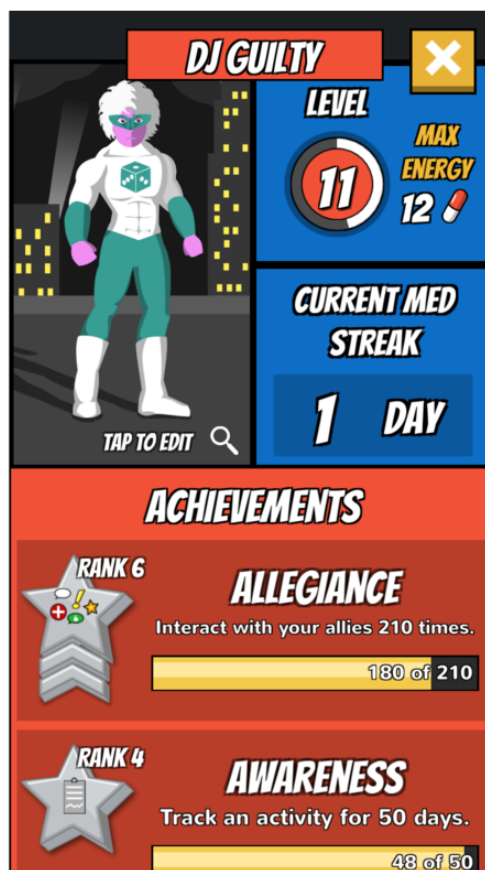 DJ GUILTY
LEVEL
11
MAX
ENERGY
12
CURRENT MED
STREAK
1 DAY
TAP TO EDIT
ACHIEVEMENTS
RANK 6
ALLEGIANCE
Interact with your allies 210 times.
180 of 210
RANK 4
AWARENESS
Track an activity for 50 days.
48 of 50